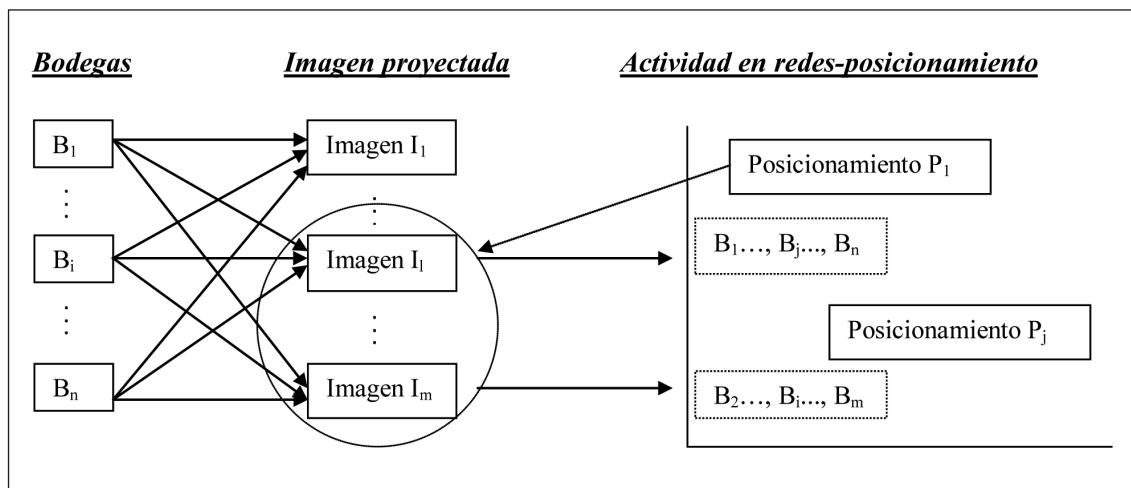 Bodegas Imagen proyectada Actividad en redes-posicionamiento
B₁ Imagen I₁
Posicionamiento P₁
B₁…, Bⱼ..., Bₙ
Bᵢ Imagen Iₗ
Posicionamiento Pⱼ
Bₙ Imagen Iₘ
B₂…, Bᵢ..., Bₘ